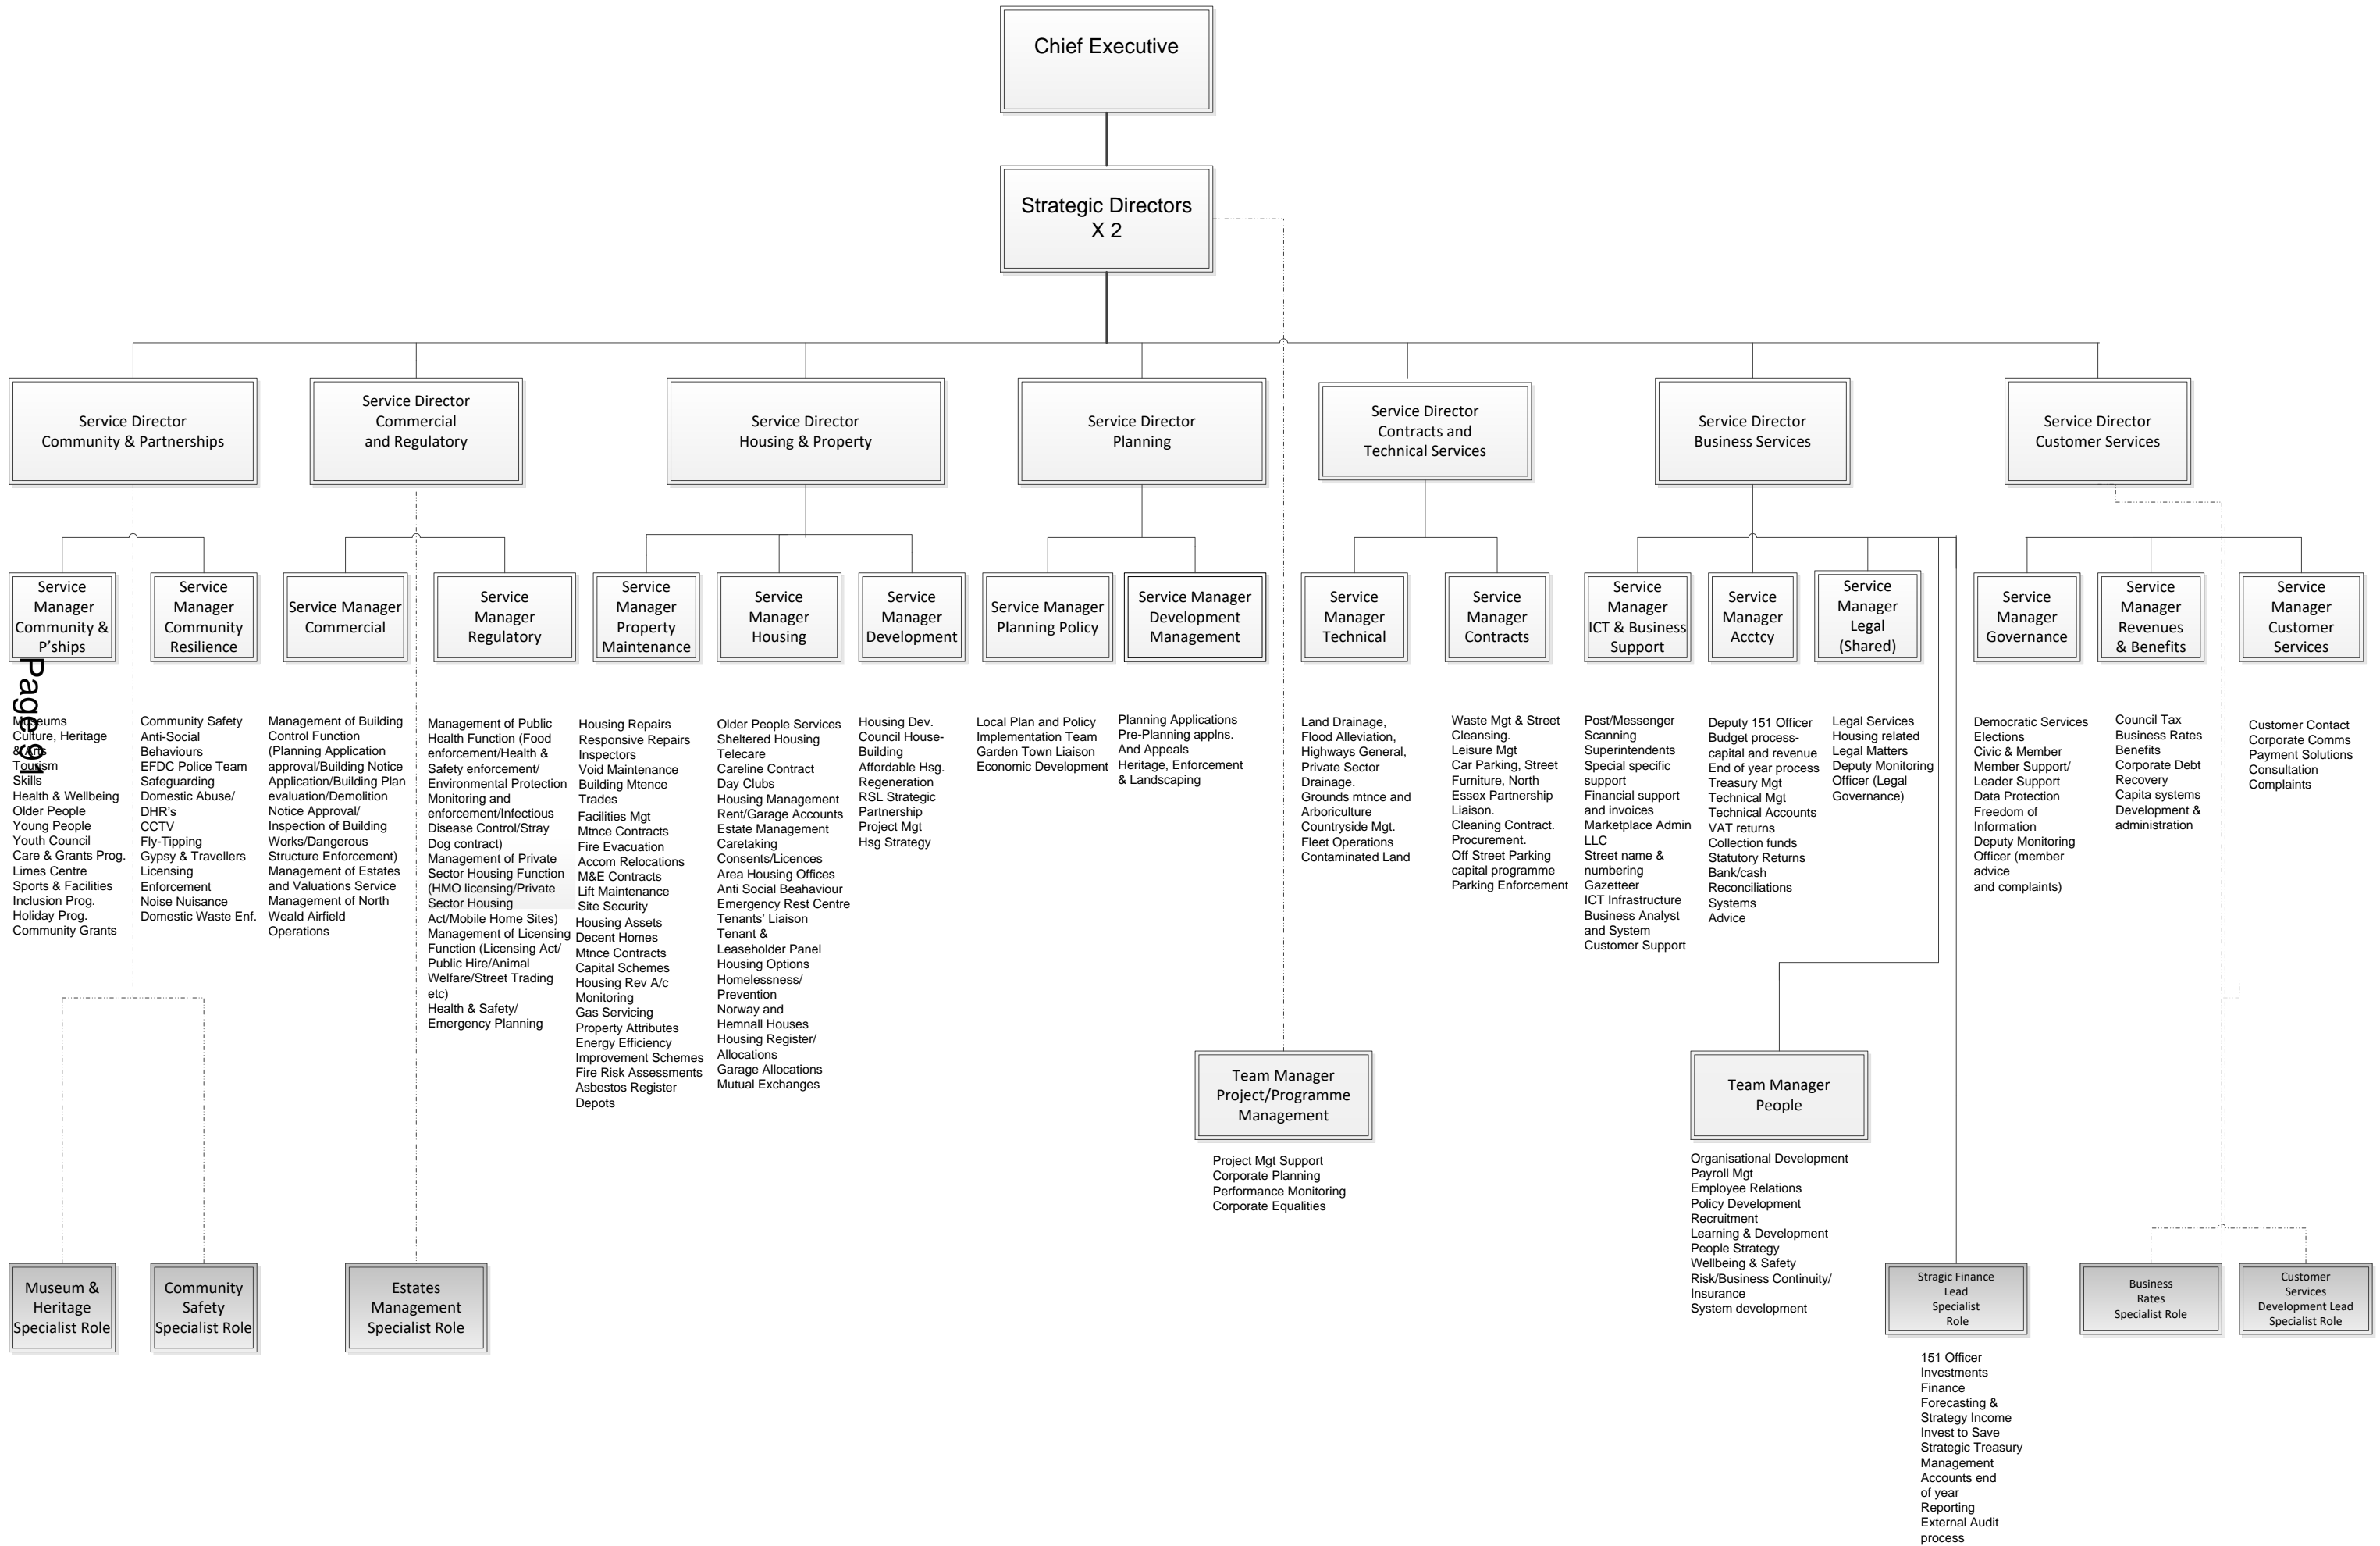 Chief Executive
Strategic Directors
X 2
Service Director
Community & Partnerships
Service Director
Commercial
and Regulatory
Service Director
Housing & Property
Service Director
Planning
Service Director
Contracts and
Technical Services
Service Director
Business Services
Service Director
Customer Services
Service
Manager
Community &
P'ships
Service
Manager
Community
Resilience
Service Manager
Commercial
Service
Manager
Regulatory
Service
Manager
Property
Maintenance
Service
Manager
Housing
Service
Manager
Development
Service Manager
Planning Policy
Service Manager
Development
Management
Service
Manager
Technical
Service
Manager
Contracts
Service
Manager
ICT & Business
Support
Service
Manager
Acctcy
Service
Manager
Legal
(Shared)
Service
Manager
Governance
Service
Manager
Revenues
& Benefits
Service
Manager
Customer
Services
Page 91
Museums
Culture, Heritage
& Arts
Tourism
Skills
Health & Wellbeing
Older People
Young People
Youth Council
Care & Grants Prog.
Limes Centre
Sports & Facilities
Inclusion Prog.
Holiday Prog.
Community Grants
Community Safety
Anti-Social
Behaviours
EFDC Police Team
Safeguarding
Domestic Abuse/
DHR's
CCTV
Fly-Tipping
Gypsy & Travellers
Licensing
Enforcement
Noise Nuisance
Domestic Waste Enf.
Management of Building
Control Function
(Planning Application
approval/Building Notice
Application/Building Plan
evaluation/Demolition
Notice Approval/
Inspection of Building
Works/Dangerous
Structure Enforcement)
Management of Estates
and Valuations Service
Management of North
Weald Airfield
Operations
Management of Public
Health Function (Food
enforcement/Health &
Safety enforcement/
Environmental Protection
Monitoring and
enforcement/Infectious
Disease Control/Stray
Dog contract)
Management of Private
Sector Housing Function
(HMO licensing/Private
Sector Housing
Act/Mobile Home Sites)
Management of Licensing
Function (Licensing Act/
Public Hire/Animal
Welfare/Street Trading
etc)
Health & Safety/
Emergency Planning
Housing Repairs
Responsive Repairs
Inspectors
Void Maintenance
Building Mtence
Trades
Facilities Mgt
Mtnce Contracts
Fire Evacuation
Accom Relocations
M&E Contracts
Lift Maintenance
Site Security
Housing Assets
Decent Homes
Mtnce Contracts
Capital Schemes
Housing Rev A/c
Monitoring
Gas Servicing
Property Attributes
Energy Efficiency
Improvement Schemes
Fire Risk Assessments
Asbestos Register
Depots
Older People Services
Sheltered Housing
Telecare
Careline Contract
Day Clubs
Housing Management
Rent/Garage Accounts
Estate Management
Caretaking
Consents/Licences
Area Housing Offices
Anti Social Beahaviour
Emergency Rest Centre
Tenants' Liaison
Tenant &
Leaseholder Panel
Housing Options
Homelessness/
Prevention
Norway and
Hemnall Houses
Housing Register/
Allocations
Garage Allocations
Mutual Exchanges
Housing Dev.
Council House-
Building
Affordable Hsg.
Regeneration
RSL Strategic
Partnership
Project Mgt
Hsg Strategy
Local Plan and Policy
Implementation Team
Garden Town Liaison
Economic Development
Planning Applications
Pre-Planning applns.
And Appeals
Heritage, Enforcement
& Landscaping
Land Drainage,
Flood Alleviation,
Highways General,
Private Sector
Drainage.
Grounds mtnce and
Arboriculture
Countryside Mgt.
Fleet Operations
Contaminated Land
Waste Mgt & Street
Cleansing.
Leisure Mgt
Car Parking, Street
Furniture, North
Essex Partnership
Liaison.
Cleaning Contract.
Procurement.
Off Street Parking
capital programme
Parking Enforcement
Post/Messenger
Scanning
Superintendents
Special specific
support
Financial support
and invoices
Marketplace Admin
LLC
Street name &
numbering
Gazetteer
ICT Infrastructure
Business Analyst
and System
Customer Support
Deputy 151 Officer
Budget process-
capital and revenue
End of year process
Treasury Mgt
Technical Mgt
Technical Accounts
VAT returns
Collection funds
Statutory Returns
Bank/cash
Reconciliations
Systems
Advice
Legal Services
Housing related
Legal Matters
Deputy Monitoring
Officer (Legal
Governance)
Democratic Services
Elections
Civic & Member
Member Support/
Leader Support
Data Protection
Freedom of
Information
Deputy Monitoring
Officer (member
advice
and complaints)
Council Tax
Business Rates
Benefits
Corporate Debt
Recovery
Capita systems
Development &
administration
Customer Contact
Corporate Comms
Payment Solutions
Consultation
Complaints
Team Manager
Project/Programme
Management
Project Mgt Support
Corporate Planning
Performance Monitoring
Corporate Equalities
Team Manager
People
Organisational Development
Payroll Mgt
Employee Relations
Policy Development
Recruitment
Learning & Development
People Strategy
Wellbeing & Safety
Risk/Business Continuity/
Insurance
System development
Museum &
Heritage
Specialist Role
Community
Safety
Specialist Role
Estates
Management
Specialist Role
Stragic Finance
Lead
Specialist
Role
Business
Rates
Specialist Role
Customer
Services
Development Lead
Specialist Role
151 Officer
Investments
Finance
Forecasting &
Strategy Income
Invest to Save
Strategic Treasury
Management
Accounts end
of year
Reporting
External Audit
process